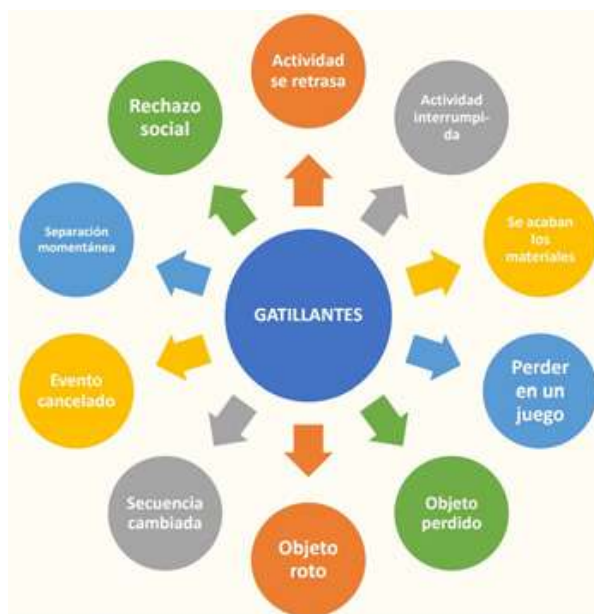 Actividad
se retrasa
Actividad
interrumpi-
da
Se acaban
los
materiales
Perder
en un
juego
Objeto
perdido
Objeto
roto
Secuencia
cambiada
Evento
cancelado
Separación
momentánea
Rechazo
social
GATILLANTES